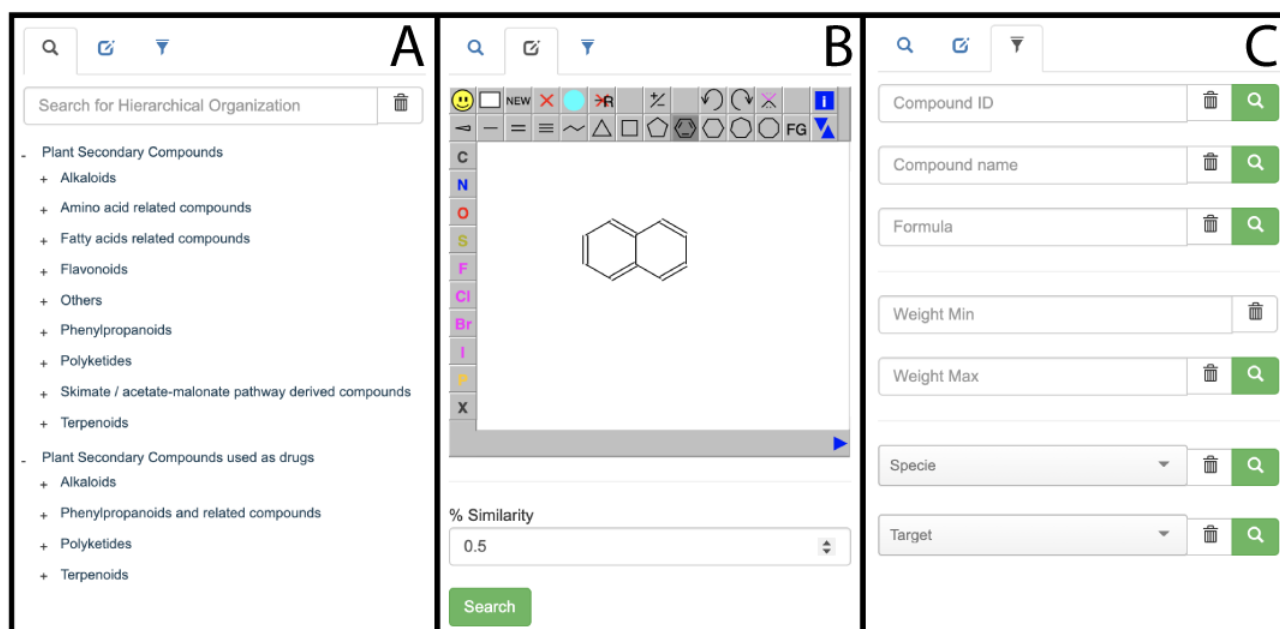 A
Search for Hierarchical Organization
- Plant Secondary Compounds
+ Alkaloids
+ Amino acid related compounds
+ Fatty acids related compounds
+ Flavonoids
+ Others
+ Phenylpropanoids
+ Polyketides
+ Skimate / acetate-malonate pathway derived compounds
+ Terpenoids
- Plant Secondary Compounds used as drugs
+ Alkaloids
+ Phenylpropanoids and related compounds
+ Polyketides
+ Terpenoids
B
NEW R +/- i
FG
C
N
O
S
F
Cl
Br
I
P
X
% Similarity
0.5
Search
C
Compound ID
Compound name
Formula
Weight Min
Weight Max
Specie
Target